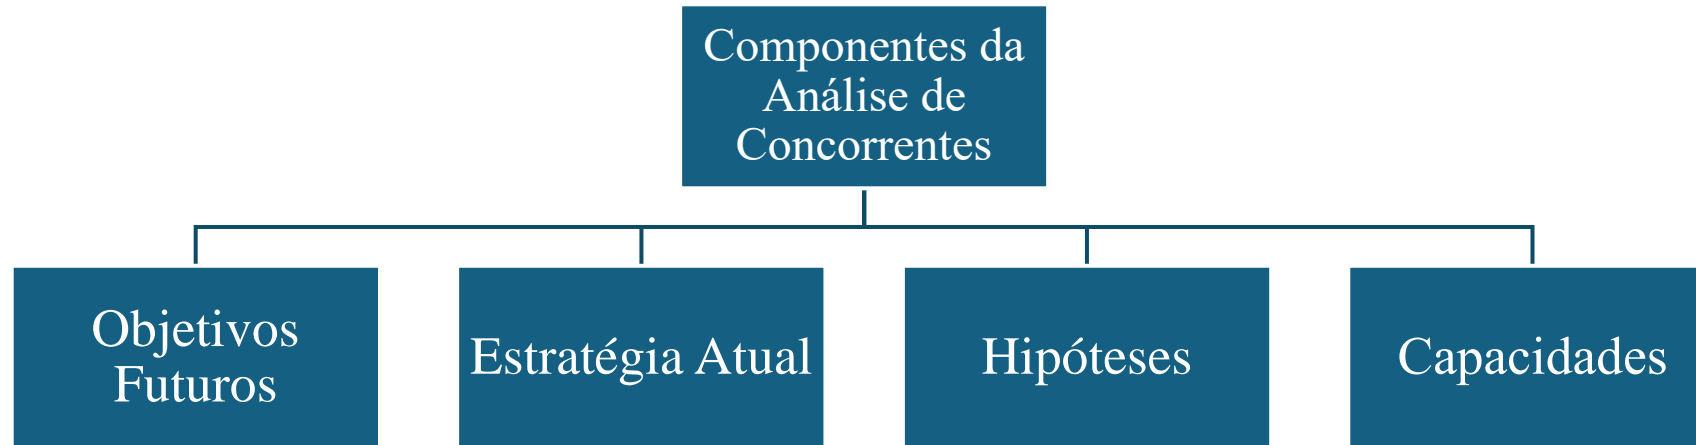 Componentes da
Análise de
Concorrentes
Objetivos
Futuros
Estratégia Atual
Hipóteses
Capacidades